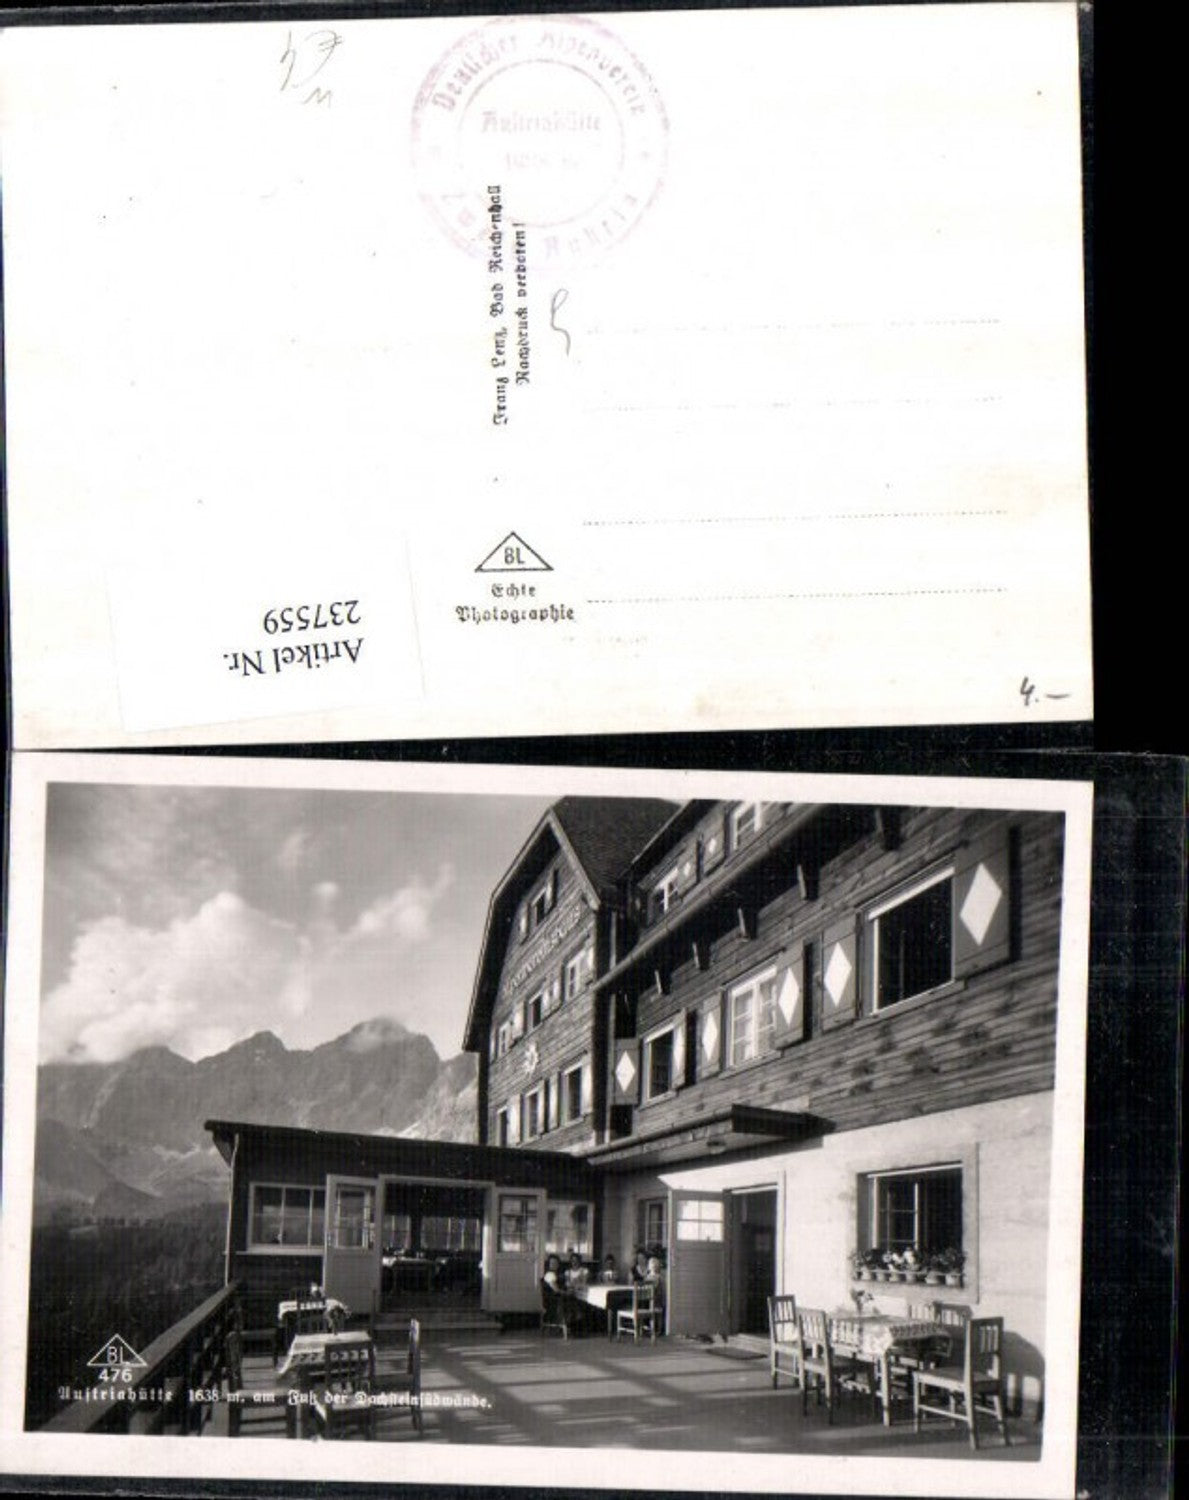 Deutscher Alpenverein
Austriahütte
Austria
Franz Lenz, Bad Reichenhall
Nachdruck verboten!
BL
Echte
Photographie
Artikel Nr.
237559
4.—
BL
476
Austriahütte 1638 m. am Fuß der Dachsteinsüdwände.